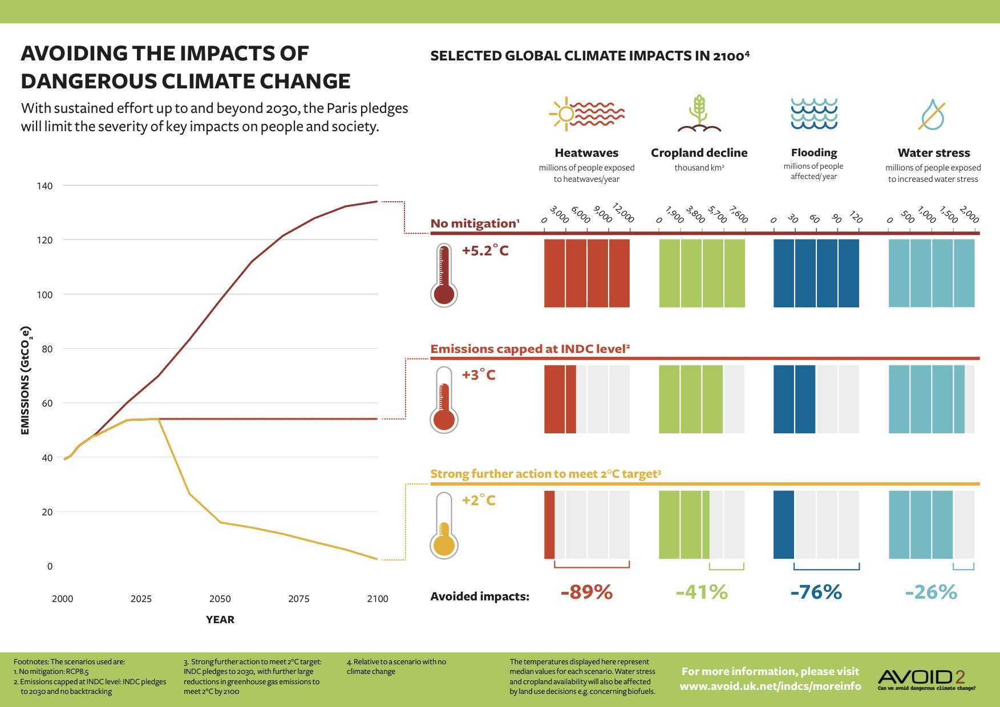 AVOIDING THE IMPACTS OF
DANGEROUS CLIMATE CHANGE
With sustained effort up to and beyond 2030, the Paris pledges
will limit the severity of key impacts on people and society.
140
120
100
80
60
40
20
0
EMISSIONS (GtCO₂e)
2000 2025 2050 2075 2100
YEAR
SELECTED GLOBAL CLIMATE IMPACTS IN 2100⁴
Heatwaves
millions of people exposed
to heatwaves/year
Cropland decline
thousand km²
Flooding
millions of people
affected/year
Water stress
millions of people exposed
to increased water stress
No mitigation¹
0 3,000 6,000 9,000 12,000
0 1,900 3,800 5,700 7,600
0 30 60 90 120
0 500 1,000 1,500 2,000
+5.2°C
Emissions capped at INDC level²
+3°C
Strong further action to meet 2°C target³
+2°C
Avoided impacts: -89% -41% -76% -26%
Footnotes: The scenarios used are:
1. No mitigation: RCP8.5
2. Emissions capped at INDC level: INDC pledges
to 2030 and no backtracking
3. Strong further action to meet 2°C target:
INDC pledges to 2030, with further large
reductions in greenhouse gas emissions to
meet 2°C by 2100
4. Relative to a scenario with no
climate change
The temperatures displayed here represent
median values for each scenario. Water stress
and cropland availability will also be affected
by land use decisions e.g. concerning biofuels.
For more information, please visit
www.avoid.uk.net/indcs/moreinfo
AVOID 2
Can we avoid dangerous climate change?